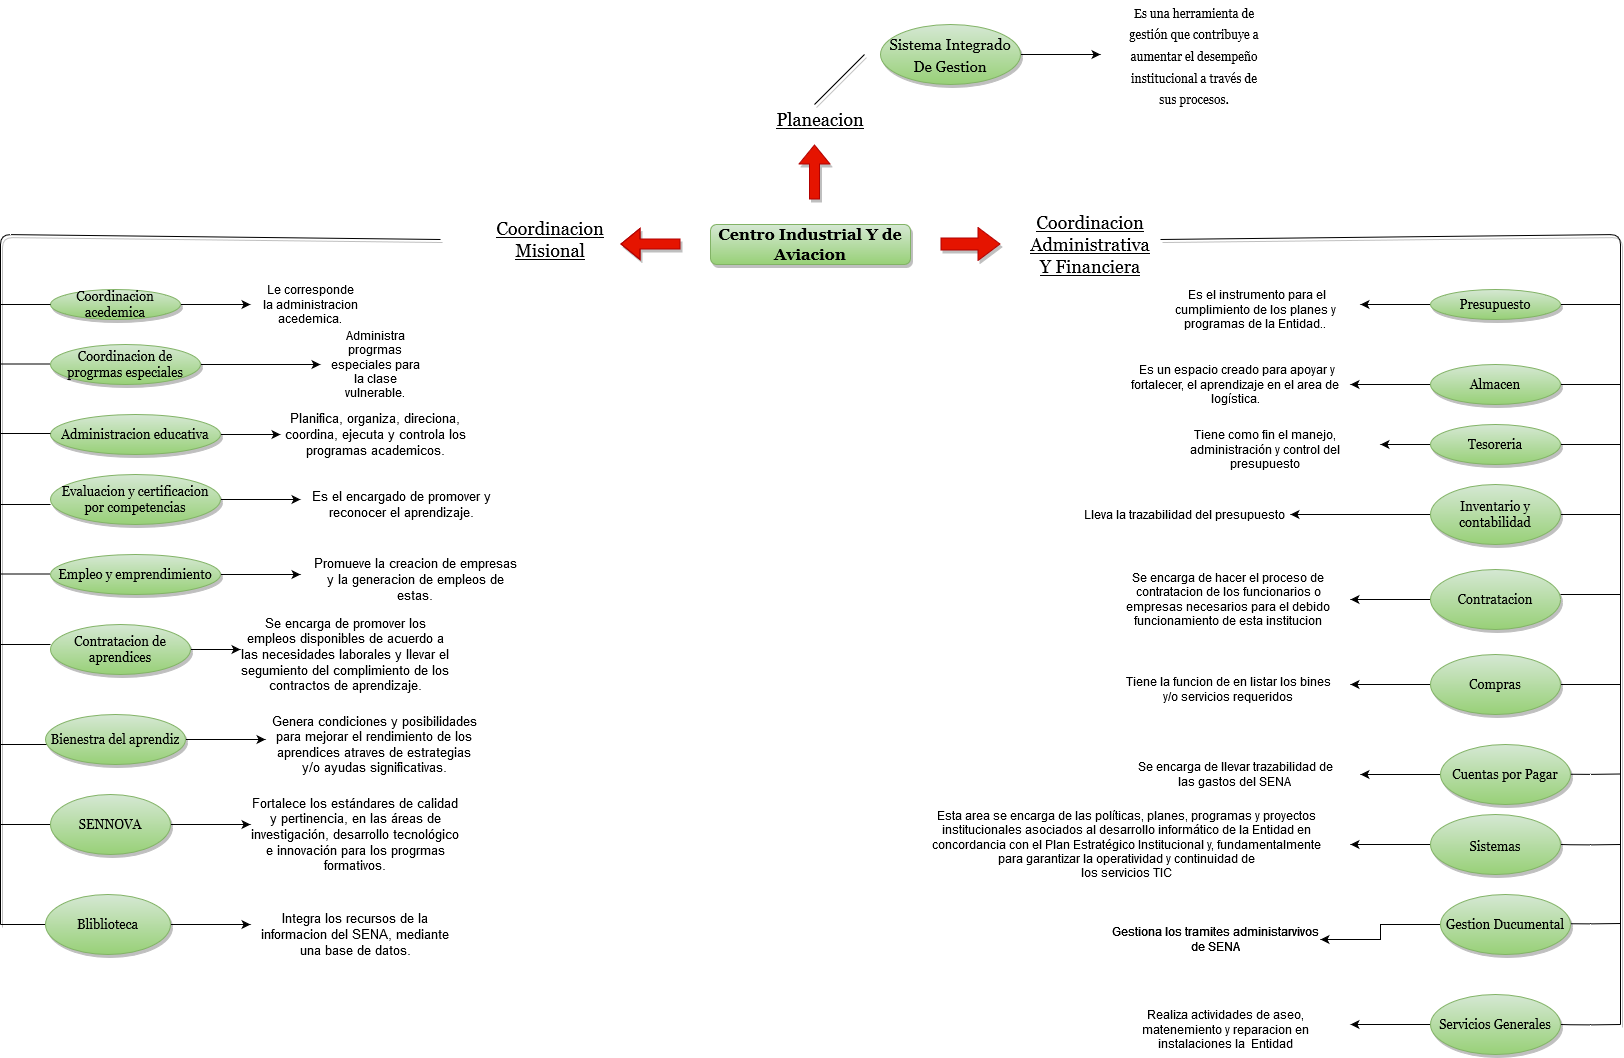 Es una herramienta de
gestión que contribuye a
aumentar el desempeño
institucional a través de
sus procesos.
Sistema Integrado
De Gestion
Planeacion
Centro Industrial Y de
Aviacion
Coordinacion
Misional
Coordinacion
acedemica
Le corresponde
la administracion
acedemica.
Coordinacion de
progrmas especiales
Administra
progrmas
especiales para
la clase
vulnerable.
Administracion educativa
Planifica, organiza, direciona,
coordina, ejecuta y controla los
programas academicos.
Evaluacion y certificacion
por competencias
Es el encargado de promover y
reconocer el aprendizaje.
Empleo y emprendimiento
Promueve la creacion de empresas
y la generacion de empleos de
estas.
Contratacion de
aprendices
Se encarga de promover los
empleos disponibles de acuerdo a
las necesidades laborales y llevar el
segumiento del complimiento de los
contractos de aprendizaje.
Bienestra del aprendiz
Genera condiciones y posibilidades
para mejorar el rendimiento de los
aprendices atraves de estrategias
y/o ayudas significativas.
SENNOVA
Fortalece los estándares de calidad
y pertinencia, en las áreas de
investigación, desarrollo tecnológico
e innovación para los progrmas
formativos.
Bliblioteca
Integra los recursos de la
informacion del SENA, mediante
una base de datos.
Coordinacion
Administrativa
Y Financiera
Presupuesto
Es el instrumento para el
cumplimiento de los planes y
programas de la Entidad..
Almacen
Es un espacio creado para apoyar y
fortalecer, el aprendizaje en el area de
logística.
Tesoreria
Tiene como fin el manejo,
administración y control del
presupuesto
Inventario y
contabilidad
Lleva la trazabilidad del presupuesto
Contratacion
Se encarga de hacer el proceso de
contratacion de los funcionarios o
empresas necesarios para el debido
funcionamiento de esta institucion
Compras
Tiene la funcion de en listar los bines
y/o servicios requeridos
Cuentas por Pagar
Se encarga de llevar trazabilidad de
las gastos del SENA
Sistemas
Esta area se encarga de las políticas, planes, programas y proyectos
institucionales asociados al desarrollo informático de la Entidad en
concordancia con el Plan Estratégico Institucional y, fundamentalmente
para garantizar la operatividad y continuidad de
los servicios TIC
Gestion Ducumental
Gestiona los tramites administarvivos
de SENA
Servicios Generales
Realiza actividades de aseo,
matenemiento y reparacion en
instalaciones la Entidad